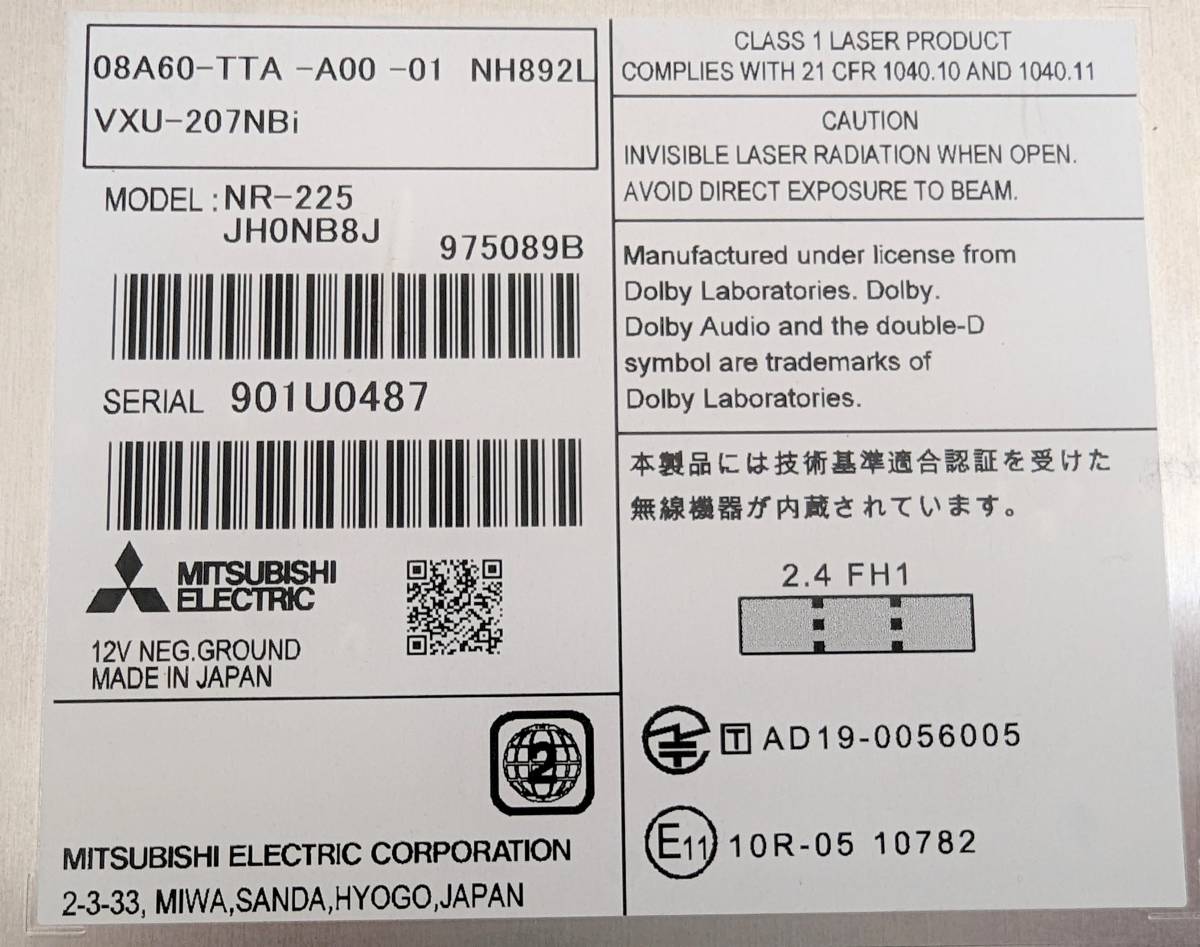 08A60-TTA -A00 -01 NH892L
VXU-207NBi
MODEL : NR-225
JH0NB8J
975089B
SERIAL 901U0487
MITSUBISHI
ELECTRIC
12V NEG.GROUND
MADE IN JAPAN
2
MITSUBISHI ELECTRIC CORPORATION
2-3-33, MIWA,SANDA,HYOGO,JAPAN
CLASS 1 LASER PRODUCT
COMPLIES WITH 21 CFR 1040.10 AND 1040.11
CAUTION
INVISIBLE LASER RADIATION WHEN OPEN.
AVOID DIRECT EXPOSURE TO BEAM.
Manufactured under license from
Dolby Laboratories. Dolby.
Dolby Audio and the double-D
symbol are trademarks of
Dolby Laboratories.
本製品には技術基準適合認証を受けた
無線機器が内蔵されています。
2.4 FH1
T AD19-0056005
E11 10R-05 10782